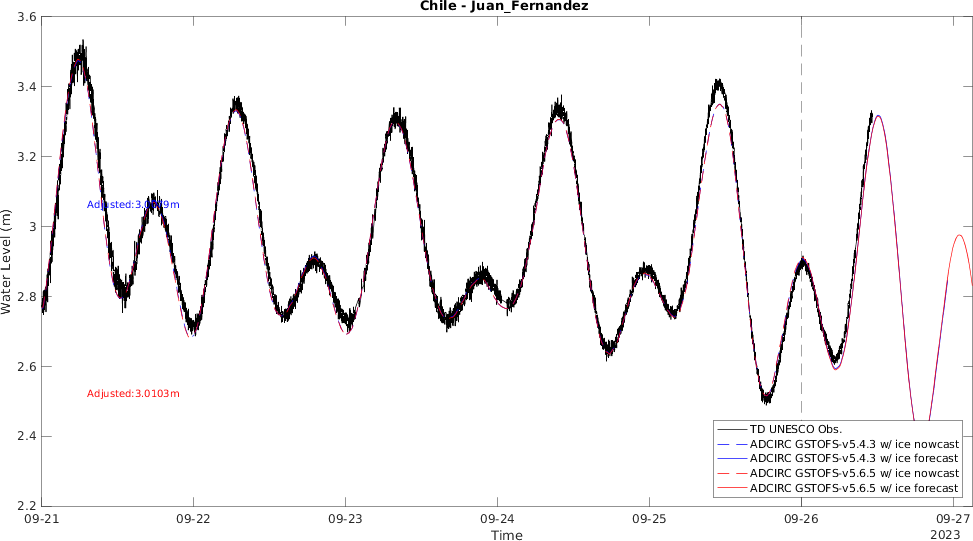 Chile - Juan_Fernandez
3.6
3.4
3.2
3
2.8
2.6
2.4
2.2
Water Level (m)
Adjusted:3.0103m
TD UNESCO Obs.
ADCIRC GSTOFS-v5.4.3 w/ ice nowcast
ADCIRC GSTOFS-v5.4.3 w/ ice forecast
ADCIRC GSTOFS-v5.6.5 w/ ice nowcast
ADCIRC GSTOFS-v5.6.5 w/ ice forecast
09-21
09-22
09-23
09-24
09-25
09-26
09-27
Time
2023